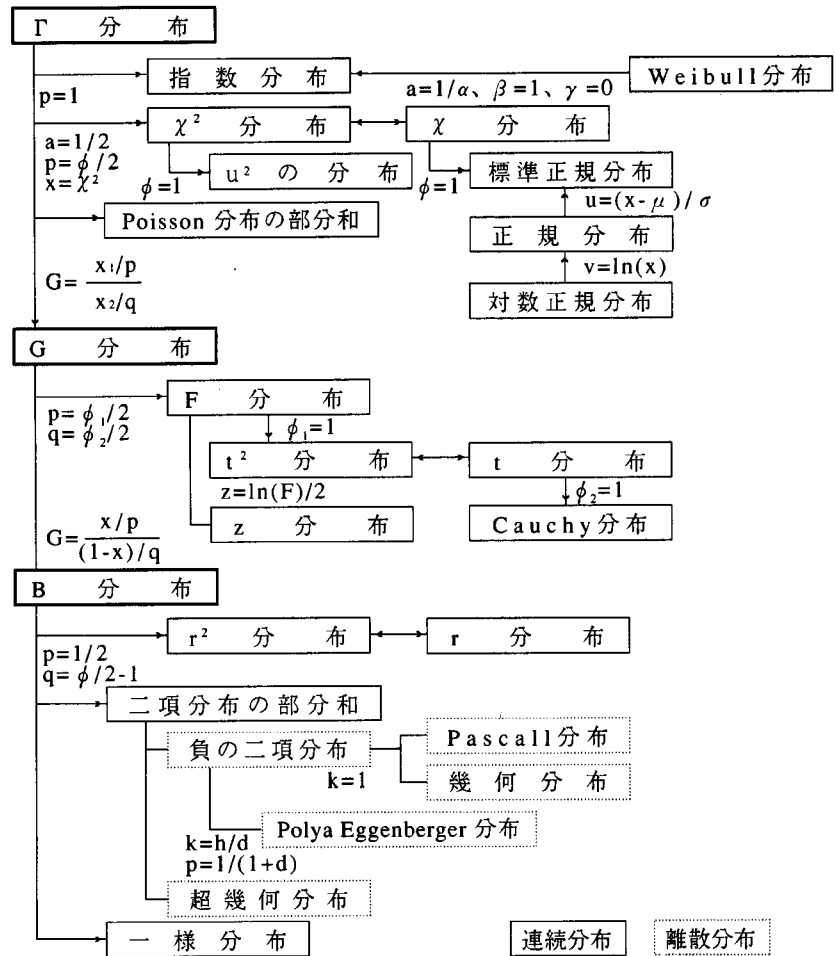 Γ 分 布
指 数 分 布
Weibull分布
p=1
a=1/α、β=1、γ=0
χ² 分 布
χ 分 布
a=1/2
p=φ/2
x=χ²
φ=1
u² の 分 布
φ=1
標準正規分布
u=(x-μ)/σ
Poisson 分布の部分和
正 規 分 布
v=ln(x)
対数正規分布
G= x₁/p
x₂/q
G 分 布
F 分 布
p=φ₁/2
q=φ₂/2
φ₁=1
t² 分 布
t 分 布
z=ln(F)/2
φ₂=1
z 分 布
Cauchy分布
G= x/p
(1-x)/q
B 分 布
r² 分 布
r 分 布
p=1/2
q=φ/2-1
二項分布の部分和
負の二項分布
Pascall分布
k=1
幾 何 分 布
Polya Eggenberger 分布
k=h/d
p=1/(1+d)
超幾何分布
一 様 分 布
連続分布
離散分布